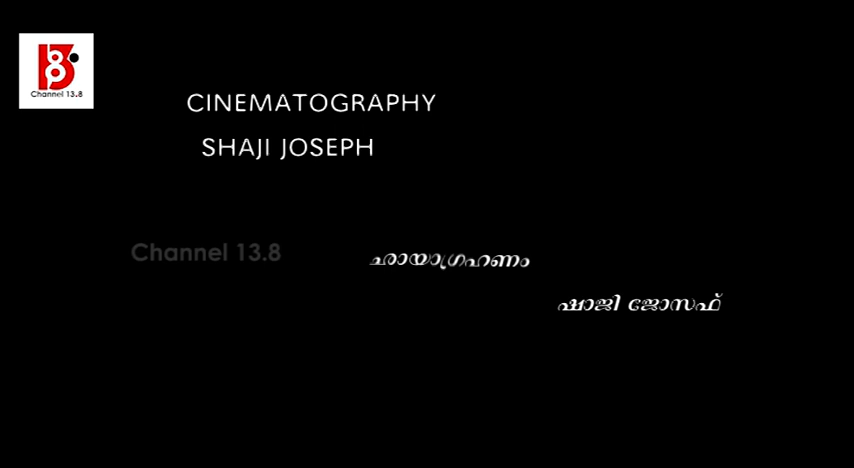 Channel 13.8
CINEMATOGRAPHY
SHAJI JOSEPH
Channel 13.8
ഛായാഗ്രഹണം
ഷാജി ജോസഫ്